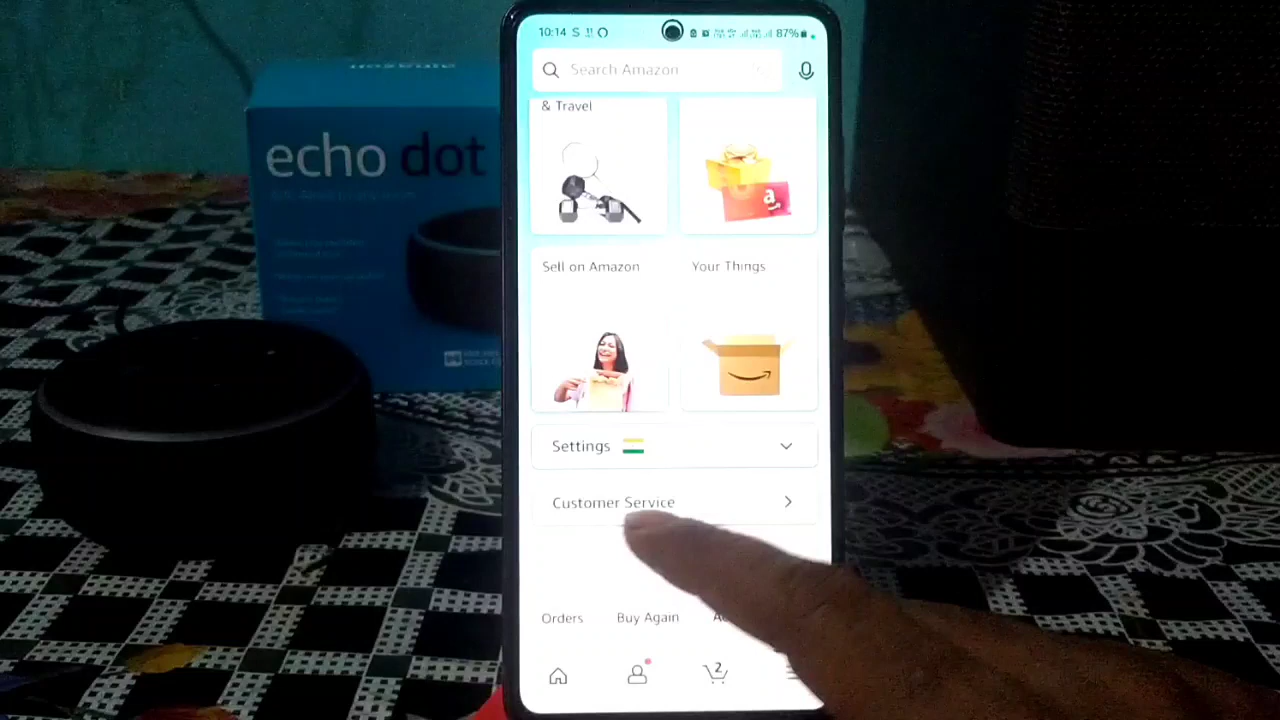 10:14 S
87%
Search Amazon
& Travel
a
Sell on Amazon
Your Things
Settings
Customer Service
Orders
Buy Again
2
amazon
echo dot